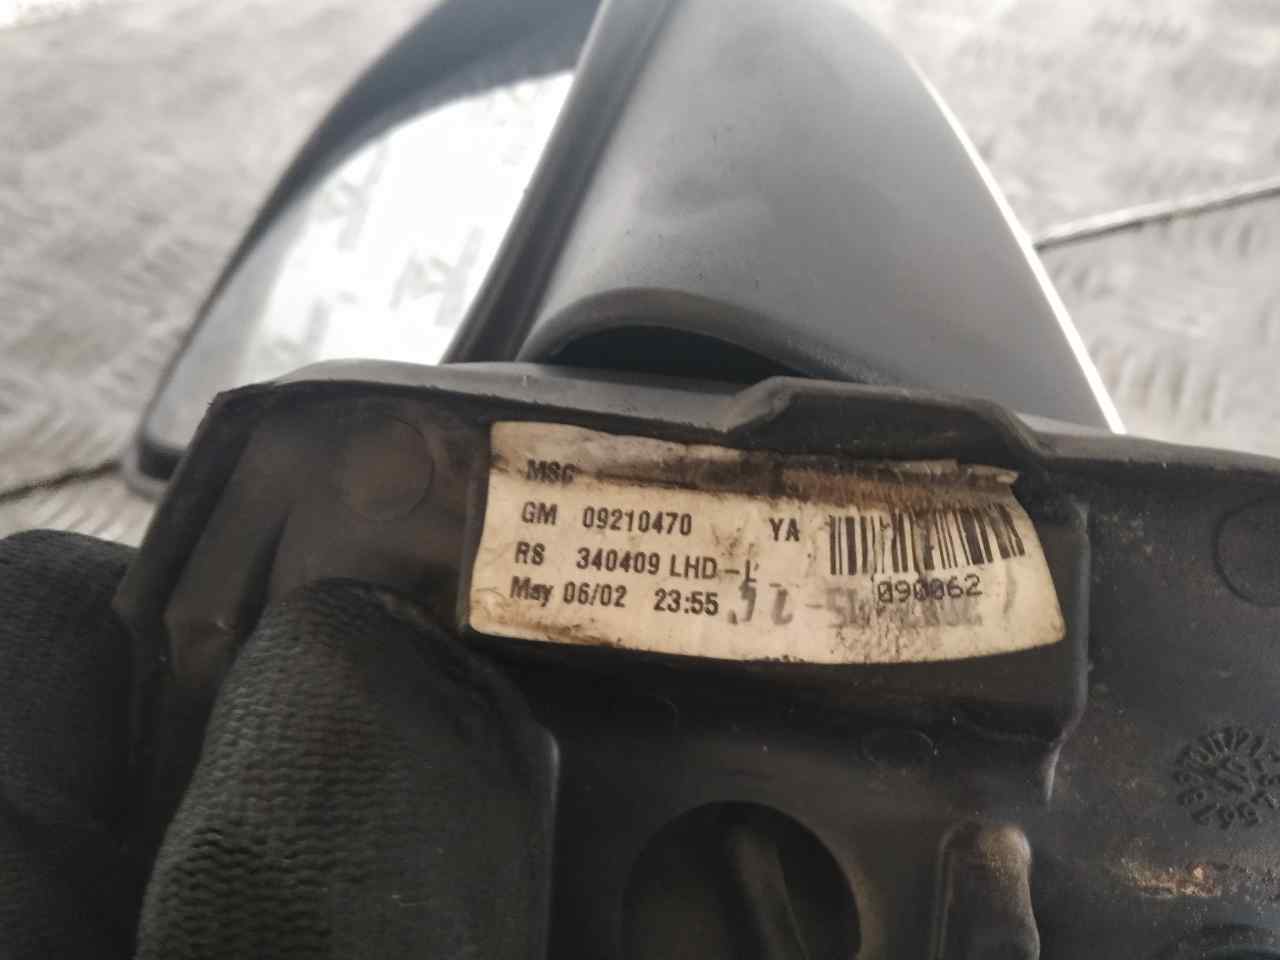 MSC
GM 09210470 YA
RS 340409 LHD-L
May 06/02 23:55
090062